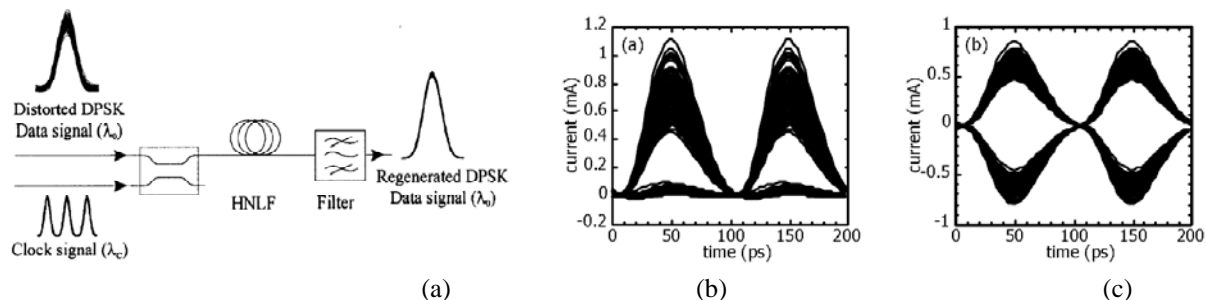 Distorted DPSK
Data signal (λ₀)
HNLF
Filter
Regenerated DPSK
Data signal (λ₀)
Clock signal (λC)
(a)
(a)
current (mA)
1.2
1
0.8
0.6
0.4
0.2
0
-0.2
0
50
100
150
200
time (ps)
(b)
(b)
current (mA)
1
0.5
0
-0.5
-1
0
50
100
150
200
time (ps)
(c)